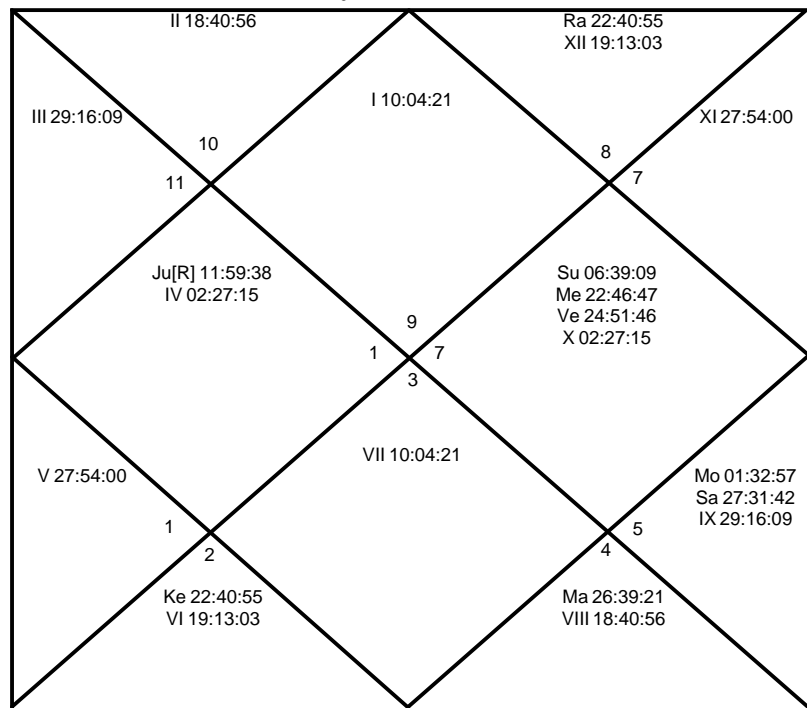 II 18:40:56
Ra 22:40:55
XII 19:13:03
III 29:16:09
I 10:04:21
XI 27:54:00
10
8
11
7
Ju[R] 11:59:38
IV 02:27:15
Su 06:39:09
Me 22:46:47
Ve 24:51:46
X 02:27:15
9
1
7
3
VII 10:04:21
V 27:54:00
Mo 01:32:57
Sa 27:31:42
IX 29:16:09
1
5
2
4
Ke 22:40:55
VI 19:13:03
Ma 26:39:21
VIII 18:40:56